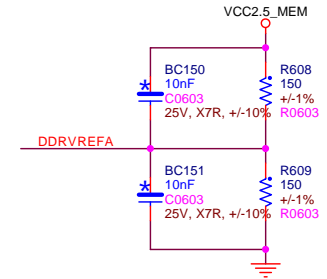 VCC2.5_MEM
BC150
10nF
C0603
25V, X7R, +/-10%
R608
150
+/-1%
R0603
DDRVREFA
BC151
10nF
C0603
25V, X7R, +/-10%
R609
150
+/-1%
R0603